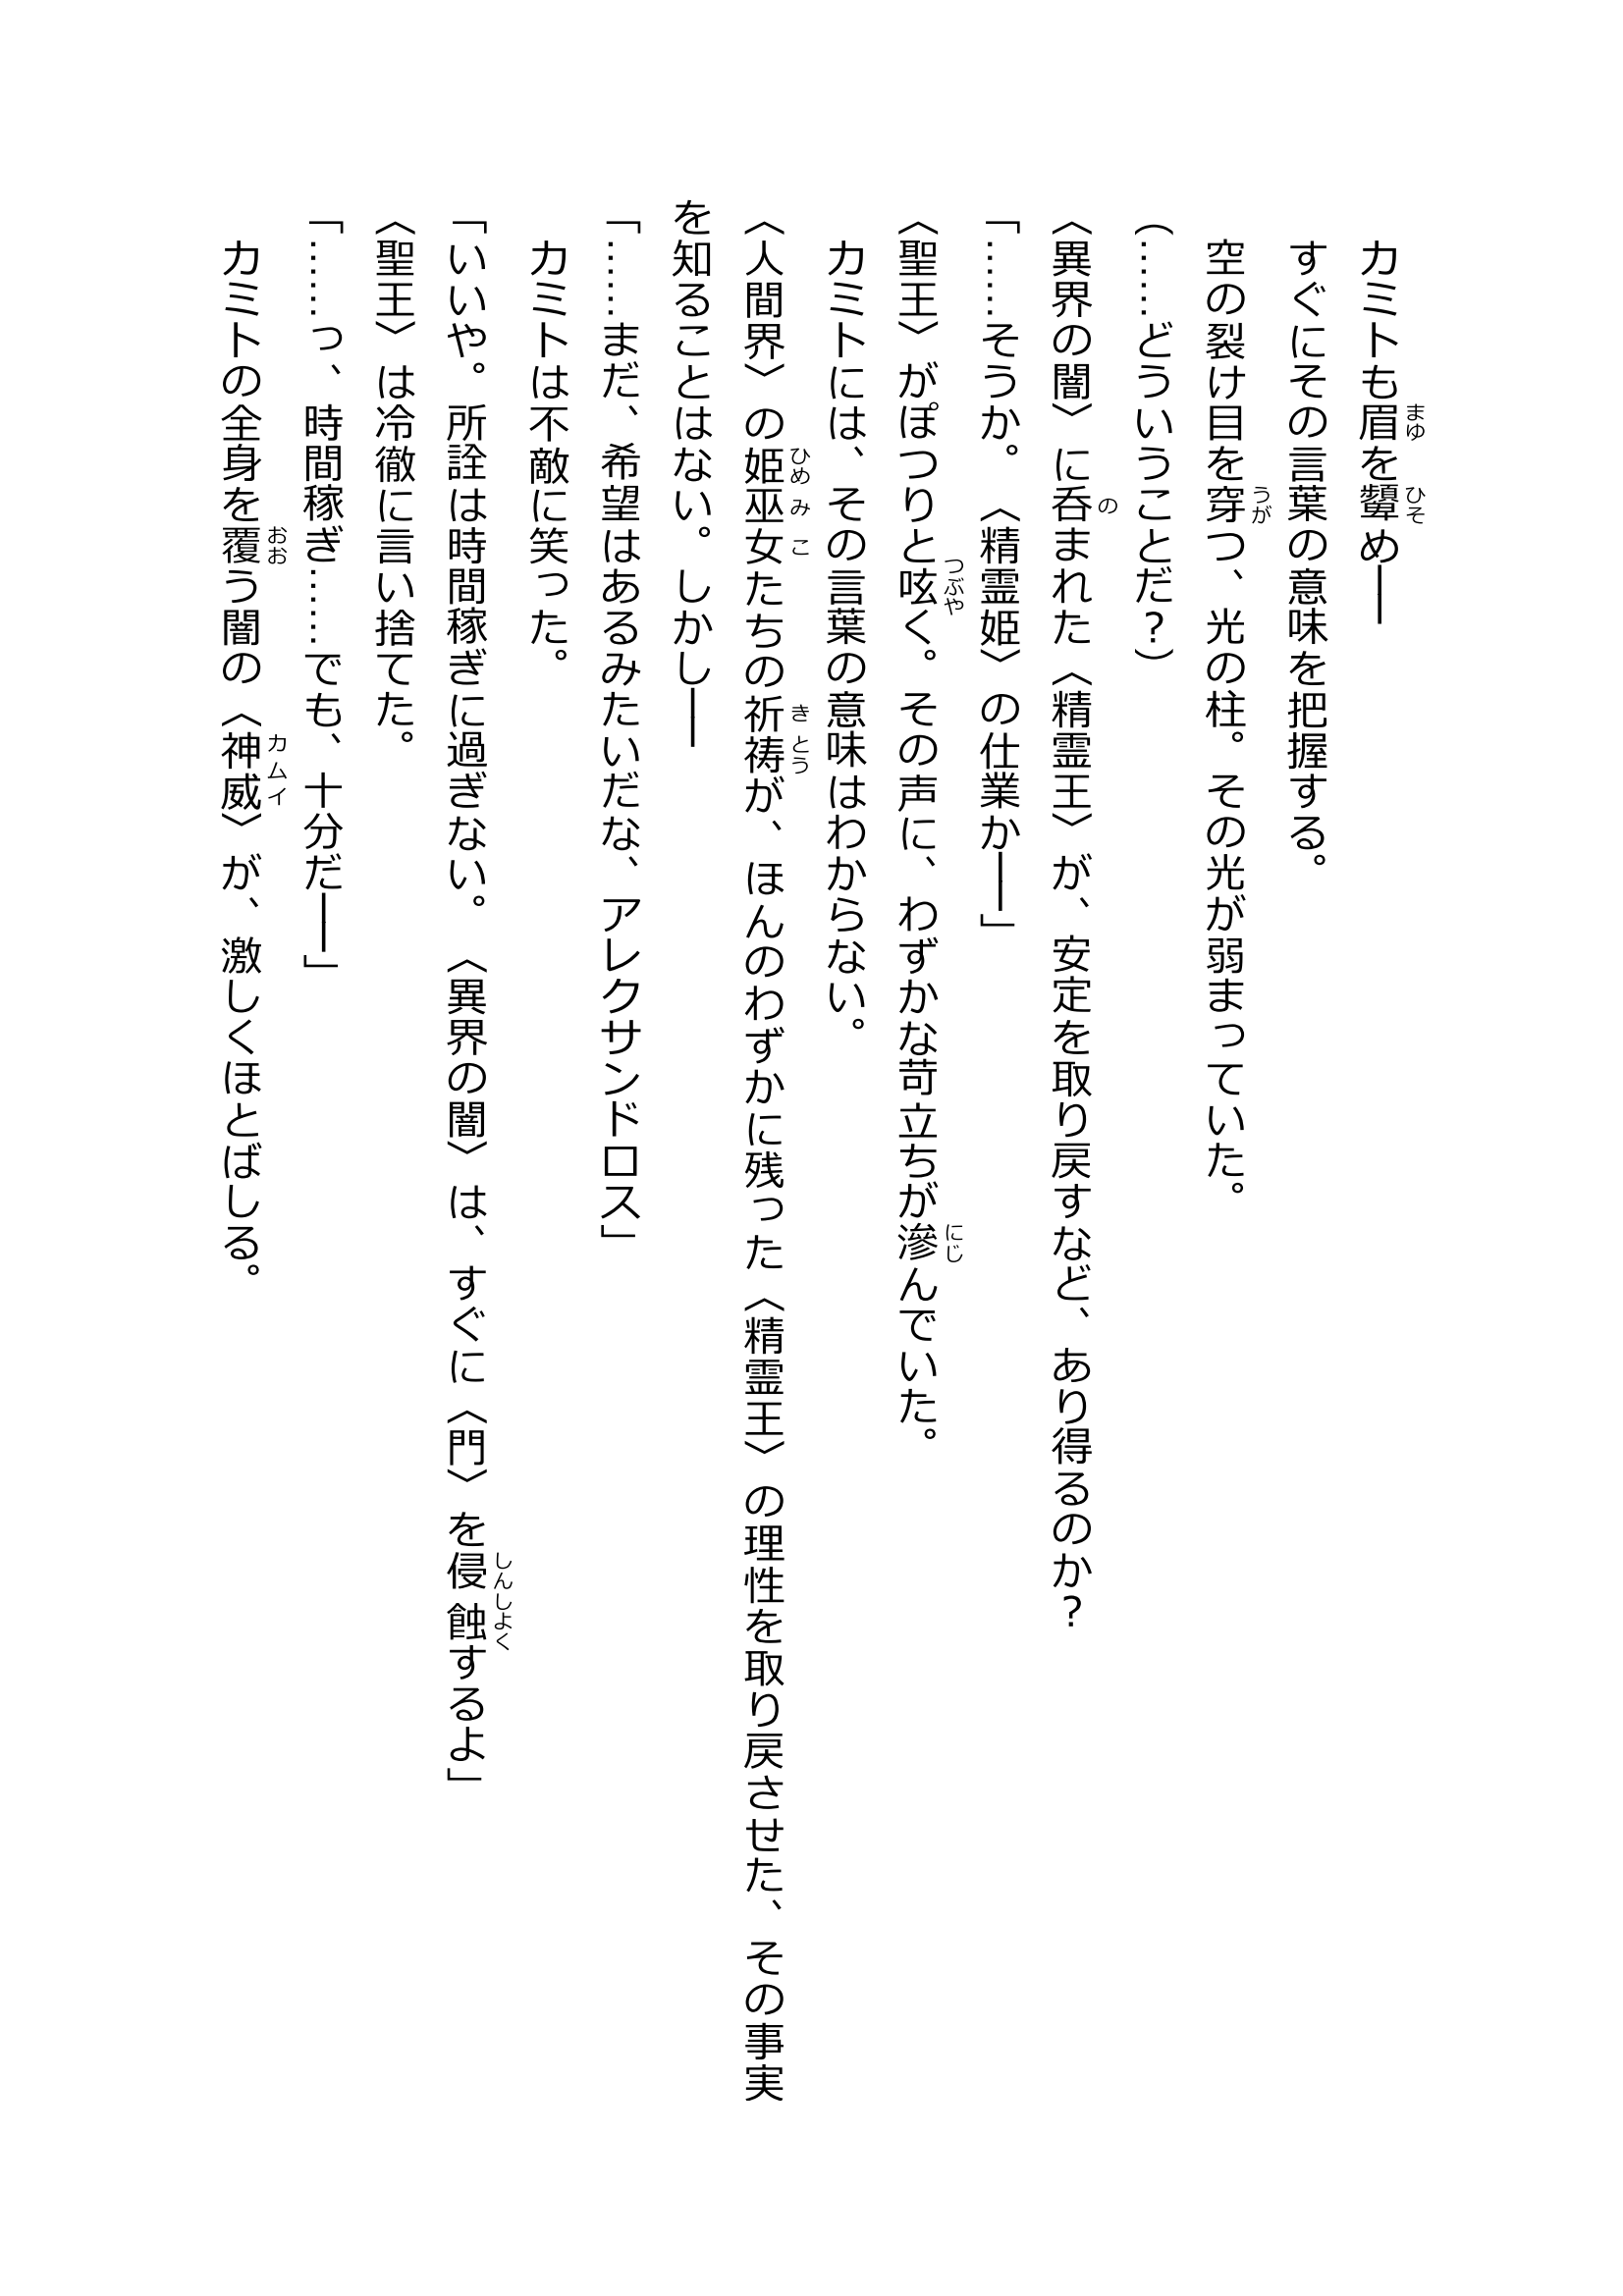 カミトも眉を顰め──
　すぐにその言葉の意味を把握する。
　空の裂け目を穿つ、光の柱。その光が弱まっていた。
（……どういうことだ？）
〈異界の闇〉に呑まれた〈精霊王〉が、安定を取り戻すなど、あり得るのか？
「……そうか。〈精霊姫〉の仕業か──」
〈聖王〉がぽつりと呟く。その声に、わずかな苛立ちが滲んでいた。
　カミトには、その言葉の意味はわからない。
〈人間界〉の姫巫女たちの祈祷が、ほんのわずかに残った〈精霊王〉の理性を取り戻させた、その事実
を知ることはない。しかし──
「……まだ、希望はあるみたいだな、アレクサンドロス」
　カミトは不敵に笑った。
「いいや。所詮は時間稼ぎに過ぎない。〈異界の闇〉は、すぐに〈門〉を侵蝕するよ」
〈聖王〉は冷徹に言い捨てた。
「……っ、時間稼ぎ……でも、十分だ──」
　カミトの全身を覆う闇の〈神威〉が、激しくほとばしる。